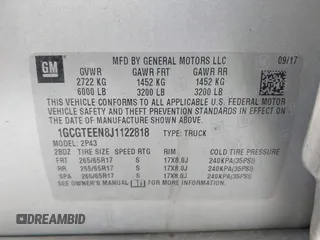 GM
MFD BY GENERAL MOTORS LLC
09/17
GVWR GAWR FRT GAWR RR
2722 KG 1452 KG 1452 KG
6000 LB 3200 LB 3200 LB
THIS VEHICLE CONFORMS TO ALL APPLICABLE U.S. FEDERAL
MOTOR VEHICLE SAFETY AND THEFT PREVENTION STANDARDS
IN EFFECT ON THE DATE OF MANUFACTURE SHOWN ABOVE.
1GCGTEEN8J1122818 TYPE: TRUCK
2P43
2BDZ TIRE SIZE SPEED RTG RIM COLD TIRE PRESSURE
FRT 265/65R17 S 17X8.0J 240KPA(35PSI)
RR 265/65R17 S 17X8.0J 240KPA(35PSI)
SPA 265/65R17 S 17X8.0J 240KPA(35PSI)
SEE OWNER'S MANUAL FOR ADDITIONAL INFORMATION
DREAMBID